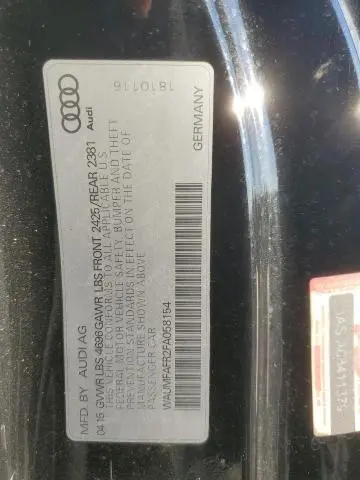 MFD BY AUDI AG
04 15 GVWR LBS 4696 GAWR LBS FRONT 2425/REAR 2381
THIS VEHICLE CONFORMS TO ALL APPLICABLE U.S
FEDERAL MOTOR VEHICLE SAFETY, BUMPER AND THEFT
PREVENTION STANDARDS IN EFFECT ON THE DATE OF
MANUFACTURE SHOWN ABOVE
PASSENGER CAR
WAUMFAFR2FA058154
Audi
181011 6
GERMANY